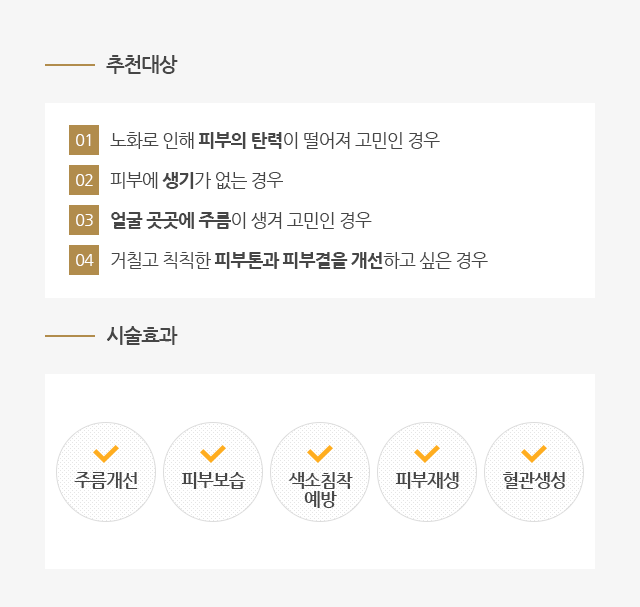 추천대상
01 노화로 인해 피부의 탄력이 떨어져 고민인 경우
02 피부에 생기가 없는 경우
03 얼굴 곳곳에 주름이 생겨 고민인 경우
04 거칠고 칙칙한 피부톤과 피부결을 개선하고 싶은 경우
시술효과
주름개선
피부보습
색소침착
예방
피부재생
혈관생성